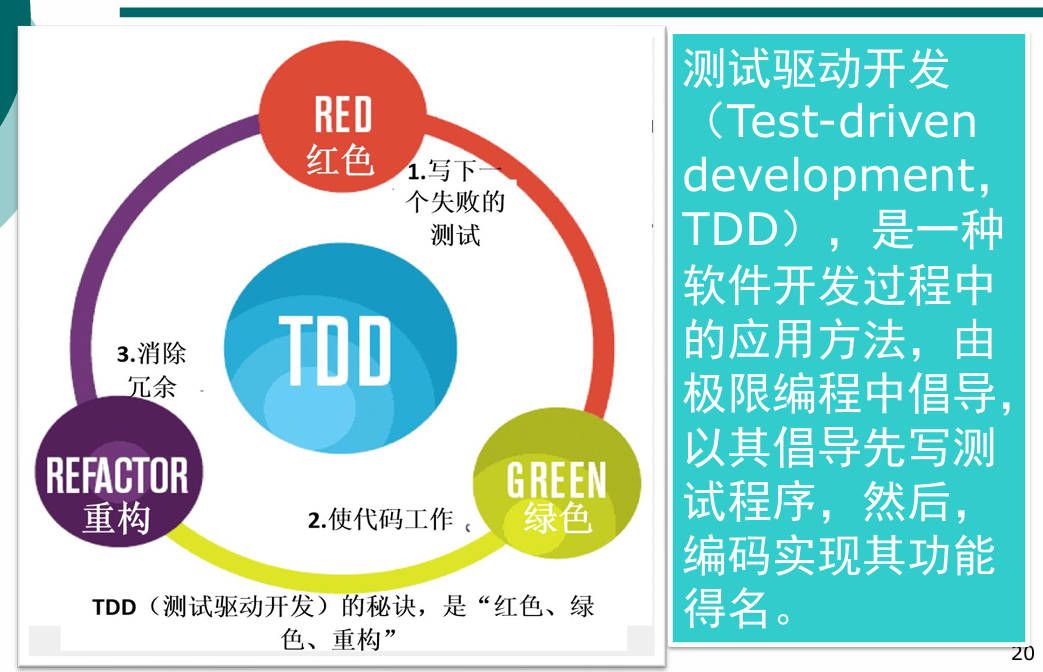 RED
红色
1.写下一
个失败的
测试
TDD
3.消除
冗余
REFACTOR
重构
GREEN
绿色
2.使代码工作。
TDD（测试驱动开发）的秘诀，是“红色、绿
色、重构”
测试驱动开发
（Test-driven
development，
TDD），是一种
软件开发过程中
的应用方法，由
极限编程中倡导，
以其倡导先写测
试程序，然后，
编码实现其功能
得名。
20